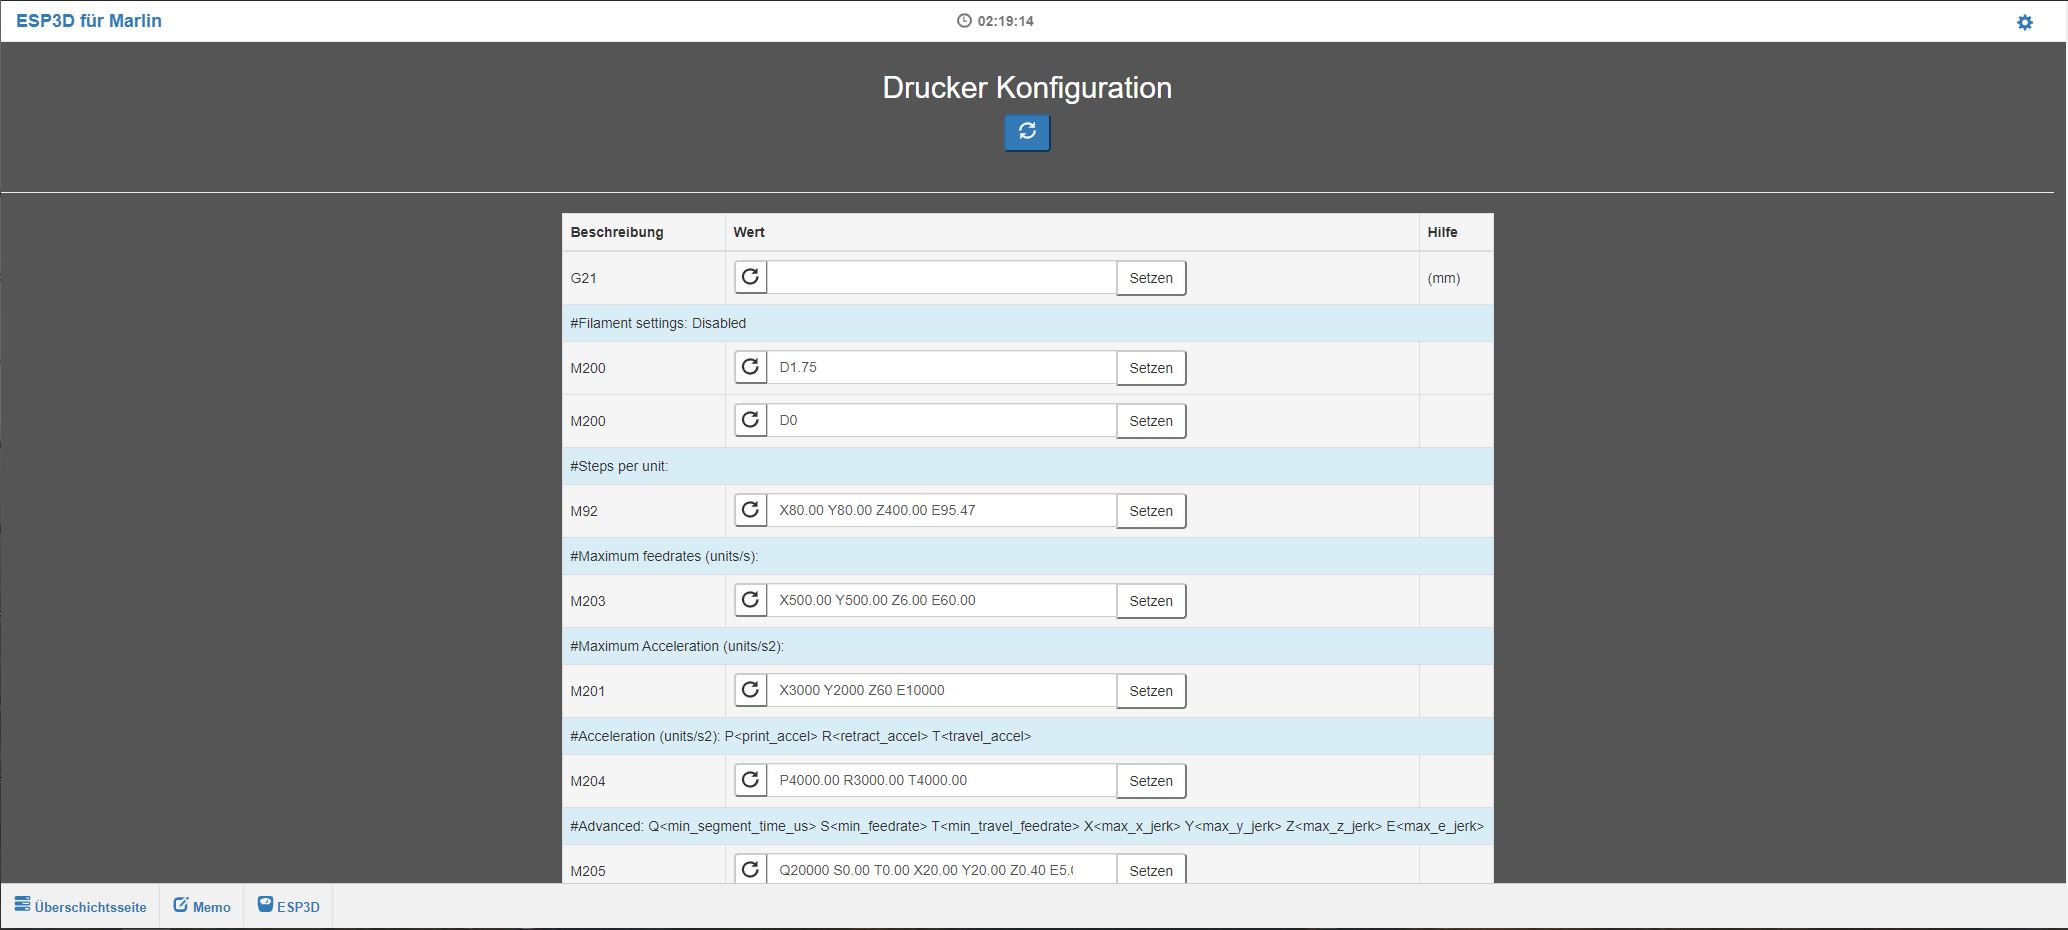 ESP3D für Marlin
02:19:14
Drucker Konfiguration
Beschreibung Wert Hilfe
G21 Setzen (mm)
#Filament settings: Disabled
M200 D1.75 Setzen
M200 D0 Setzen
#Steps per unit:
M92 X80.00 Y80.00 Z400.00 E95.47 Setzen
#Maximum feedrates (units/s):
M203 X500.00 Y500.00 Z6.00 E60.00 Setzen
#Maximum Acceleration (units/s2):
M201 X3000 Y2000 Z60 E10000 Setzen
#Acceleration (units/s2): P<print_accel> R<retract_accel> T<travel_accel>
M204 P4000.00 R3000.00 T4000.00 Setzen
#Advanced: Q<min_segment_time_us> S<min_feedrate> T<min_travel_feedrate> X<max_x_jerk> Y<max_y_jerk> Z<max_z_jerk> E<max_e_jerk>
M205 Q20000 S0.00 T0.00 X20.00 Y20.00 Z0.40 Setzen
Überschichtsseite Memo ESP3D